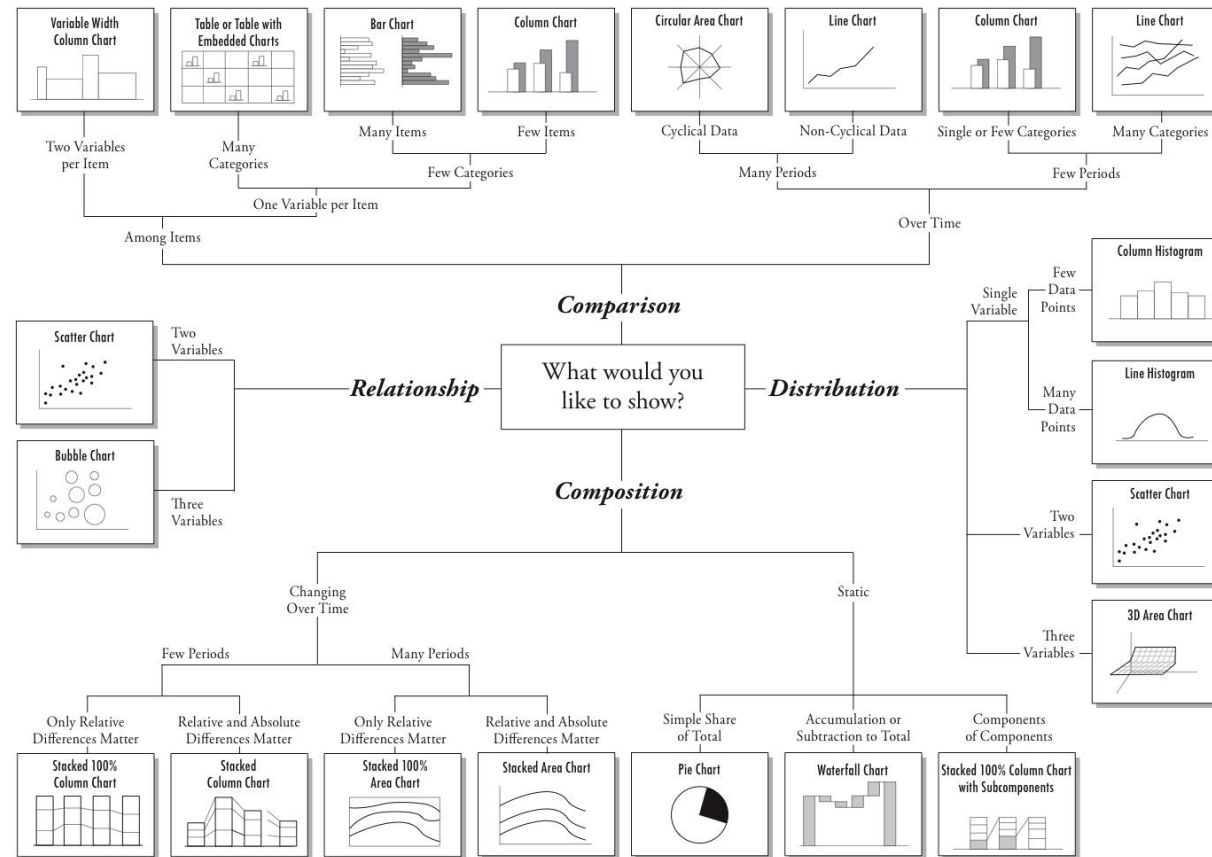 Variable Width
Column Chart
Table or Table with
Embedded Charts
Bar Chart
Column Chart
Circular Area Chart
Line Chart
Column Chart
Line Chart
Two Variables
per Item
Many
Categories
Many Items
Few Items
Cyclical Data
Non-Cyclical Data
Single or Few Categories
Many Categories
Few Categories
Many Periods
Few Periods
One Variable per Item
Among Items
Over Time
Comparison
What would you
like to show?
Relationship
Two
Variables
Scatter Chart
Bubble Chart
Three
Variables
Distribution
Single
Variable
Few
Data
Points
Column Histogram
Many
Data
Points
Line Histogram
Two
Variables
Scatter Chart
Three
Variables
3D Area Chart
Composition
Changing
Over Time
Static
Few Periods
Many Periods
Only Relative
Differences Matter
Relative and Absolute
Differences Matter
Only Relative
Differences Matter
Relative and Absolute
Differences Matter
Simple Share
of Total
Accumulation or
Subtraction to Total
Components
of Components
Stacked 100%
Column Chart
Stacked
Column Chart
Stacked 100%
Area Chart
Stacked Area Chart
Pie Chart
Waterfall Chart
Stacked 100% Column Chart
with Subcomponents